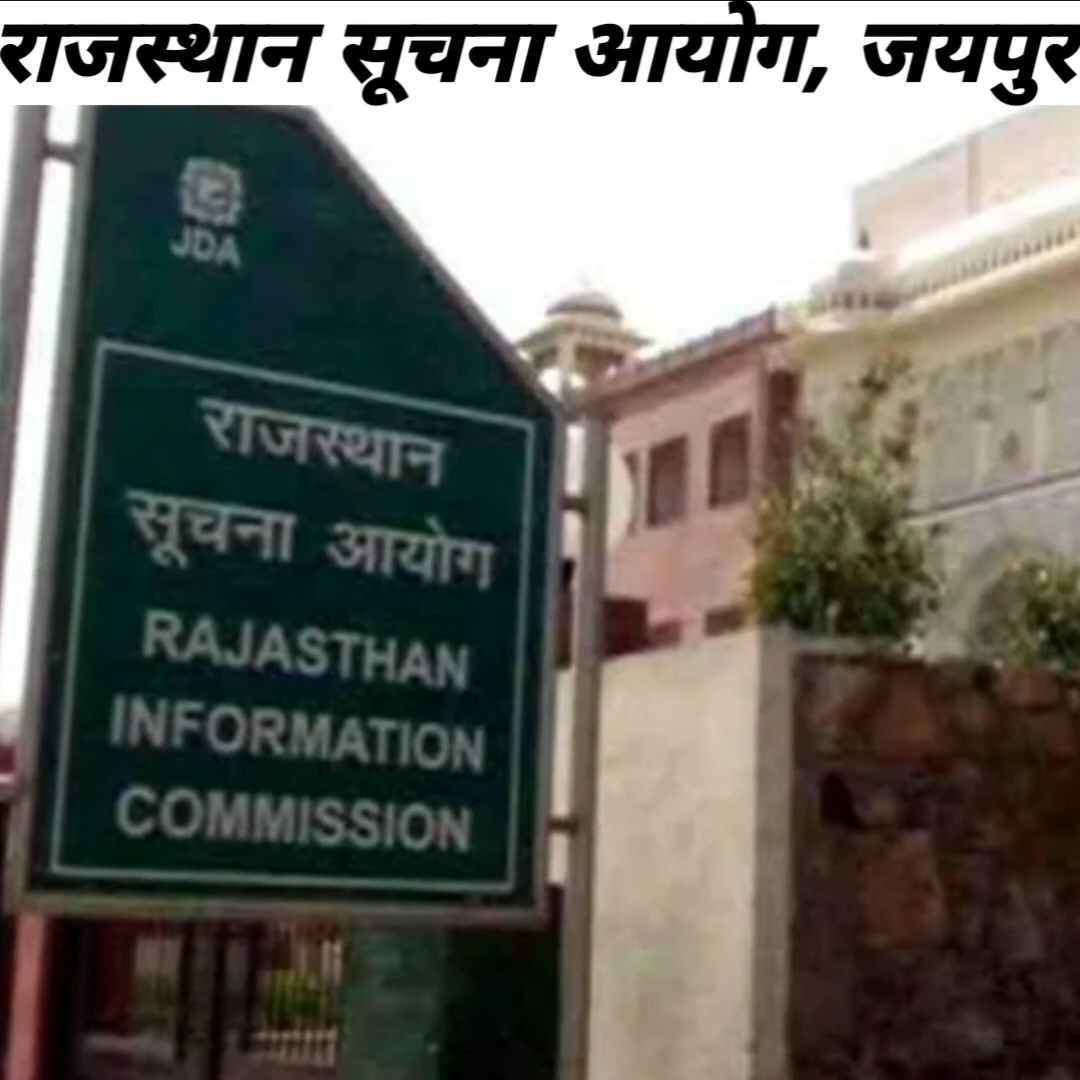 राजस्थान सूचना आयोग, जयपुर
JDA
राजस्थान
सूचना आयोग
RAJASTHAN
INFORMATION
COMMISSION